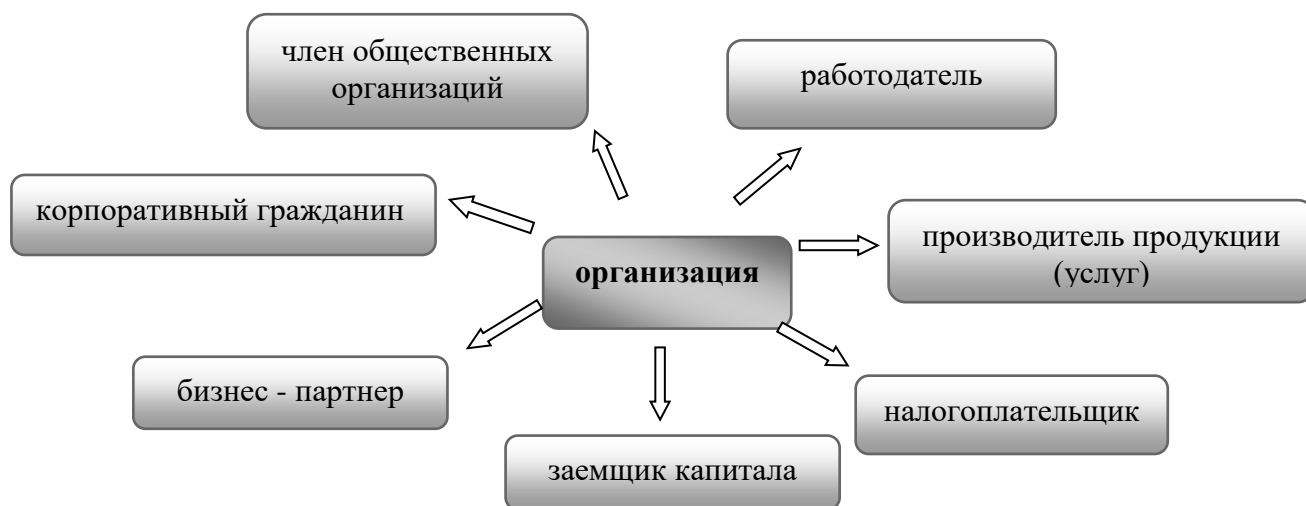 член общественных
организаций
работодатель
корпоративный гражданин
организация
производитель продукции
(услуг)
бизнес - партнер
налогоплательщик
заемщик капитала